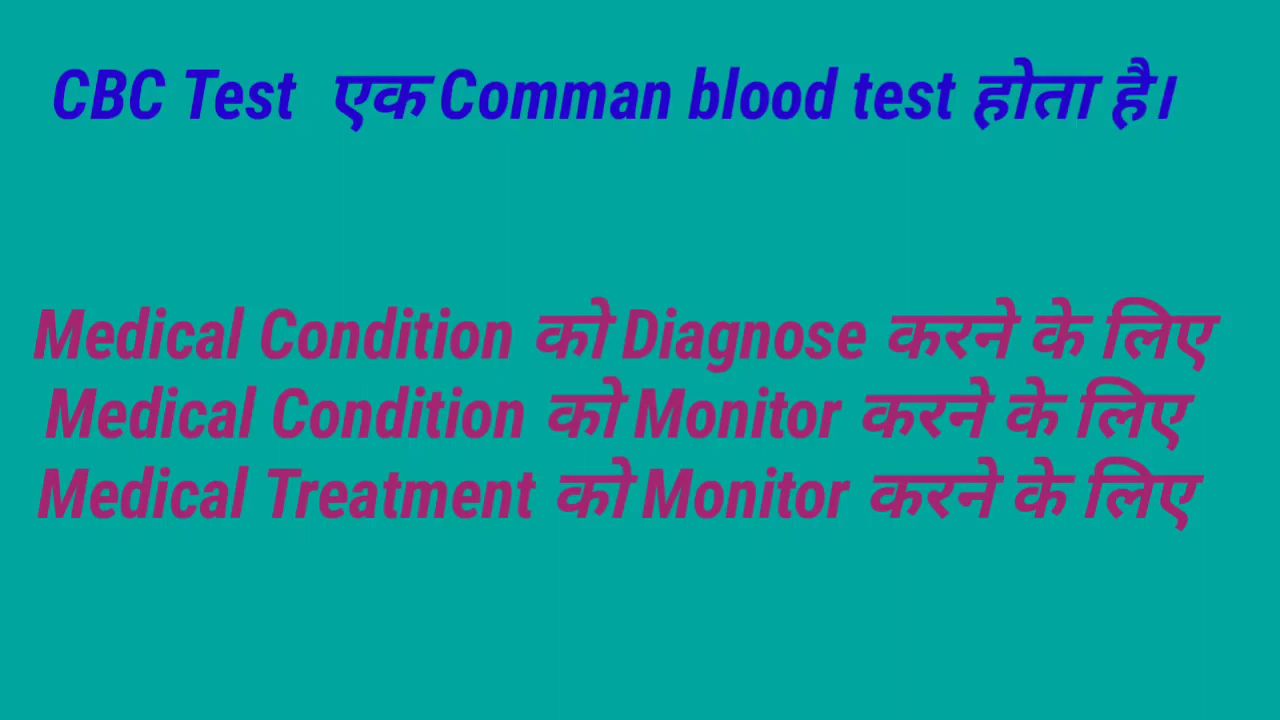 CBC Test एक Comman blood test होता है।
Medical Condition को Diagnose करने के लिए
Medical Condition को Monitor करने के लिए
Medical Treatment को Monitor करने के लिए